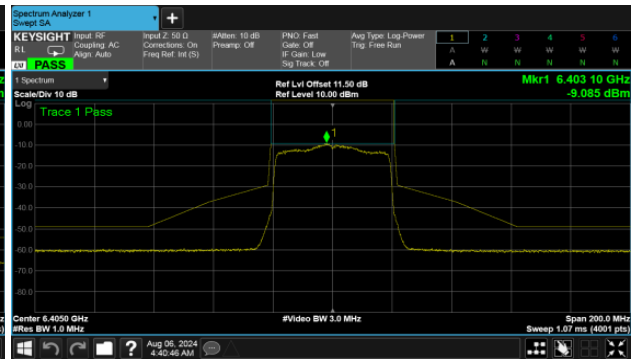 Spectrum Analyzer 1
Swept SA
+
KEYSIGHT Input: RF Input Z: 50 Ω #Atten: 10 dB PNO: Fast Avg Type: Log-Power 1 2 3 4 5 6
RL Coupling: AC Corrections: On Preamp: Off Gate: Off Trig: Free Run A W W W W W
Align: Auto Freq Ref: Int (S) IF Gain: Low
LXI PASS Sig Track: Off A N N N N N
1 Spectrum Ref Lvl Offset 11.50 dB Mkr1 6.403 10 GHz
Scale/Div 10 dB Ref Level 10.00 dBm -9.085 dBm
Log
Trace 1 Pass
0.00
1
-10.0
-20.0
-30.0
-40.0
-50.0
-60.0
-70.0
-80.0
Center 6.4050 GHz #Video BW 3.0 MHz Span 200.0 MHz
#Res BW 1.0 MHz Sweep 1.07 ms (4001 pts)
? Aug 06, 2024
4:40:46 AM